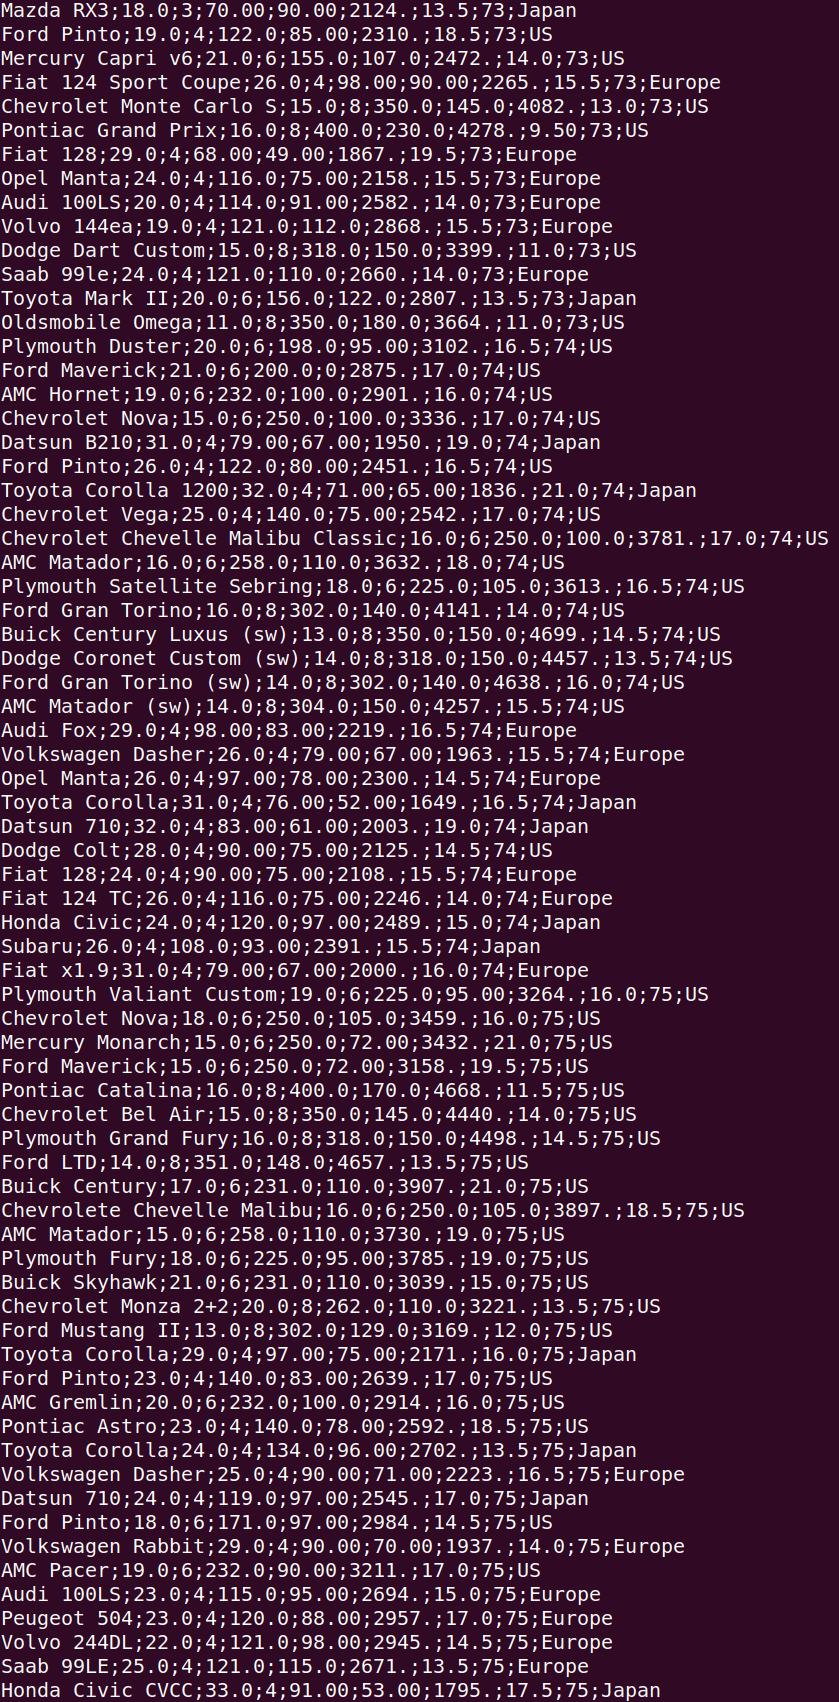 Mazda RX3;18.0;3;70.00;90.00;2124.;13.5;73;Japan
Ford Pinto;19.0;4;122.0;85.00;2310.;18.5;73;US
Mercury Capri v6;21.0;6;155.0;107.0;2472.;14.0;73;US
Fiat 124 Sport Coupe;26.0;4;98.00;90.00;2265.;15.5;73;Europe
Chevrolet Monte Carlo S;15.0;8;350.0;145.0;4082.;13.0;73;US
Pontiac Grand Prix;16.0;8;400.0;230.0;4278.;9.50;73;US
Fiat 128;29.0;4;68.00;49.00;1867.;19.5;73;Europe
Opel Manta;24.0;4;116.0;75.00;2158.;15.5;73;Europe
Audi 100LS;20.0;4;114.0;91.00;2582.;14.0;73;Europe
Volvo 144ea;19.0;4;121.0;112.0;2868.;15.5;73;Europe
Dodge Dart Custom;15.0;8;318.0;150.0;3399.;11.0;73;US
Saab 99le;24.0;4;121.0;110.0;2660.;14.0;73;Europe
Toyota Mark II;20.0;6;156.0;122.0;2807.;13.5;73;Japan
Oldsmobile Omega;11.0;8;350.0;180.0;3664.;11.0;73;US
Plymouth Duster;20.0;6;198.0;95.00;3102.;16.5;74;US
Ford Maverick;21.0;6;200.0;0;2875.;17.0;74;US
AMC Hornet;19.0;6;232.0;100.0;2901.;16.0;74;US
Chevrolet Nova;15.0;6;250.0;100.0;3336.;17.0;74;US
Datsun B210;31.0;4;79.00;67.00;1950.;19.0;74;Japan
Ford Pinto;26.0;4;122.0;80.00;2451.;16.5;74;US
Toyota Corolla 1200;32.0;4;71.00;65.00;1836.;21.0;74;Japan
Chevrolet Vega;25.0;4;140.0;75.00;2542.;17.0;74;US
Chevrolet Chevelle Malibu Classic;16.0;6;250.0;100.0;3781.;17.0;74;US
AMC Matador;16.0;6;258.0;110.0;3632.;18.0;74;US
Plymouth Satellite Sebring;18.0;6;225.0;105.0;3613.;16.5;74;US
Ford Gran Torino;16.0;8;302.0;140.0;4141.;14.0;74;US
Buick Century Luxus (sw);13.0;8;350.0;150.0;4699.;14.5;74;US
Dodge Coronet Custom (sw);14.0;8;318.0;150.0;4457.;13.5;74;US
Ford Gran Torino (sw);14.0;8;302.0;140.0;4638.;16.0;74;US
AMC Matador (sw);14.0;8;304.0;150.0;4257.;15.5;74;US
Audi Fox;29.0;4;98.00;83.00;2219.;16.5;74;Europe
Volkswagen Dasher;26.0;4;79.00;67.00;1963.;15.5;74;Europe
Opel Manta;26.0;4;97.00;78.00;2300.;14.5;74;Europe
Toyota Corolla;31.0;4;76.00;52.00;1649.;16.5;74;Japan
Datsun 710;32.0;4;83.00;61.00;2003.;19.0;74;Japan
Dodge Colt;28.0;4;90.00;75.00;2125.;14.5;74;US
Fiat 128;24.0;4;90.00;75.00;2108.;15.5;74;Europe
Fiat 124 TC;26.0;4;116.0;75.00;2246.;14.0;74;Europe
Honda Civic;24.0;4;120.0;97.00;2489.;15.0;74;Japan
Subaru;26.0;4;108.0;93.00;2391.;15.5;74;Japan
Fiat x1.9;31.0;4;79.00;67.00;2000.;16.0;74;Europe
Plymouth Valiant Custom;19.0;6;225.0;95.00;3264.;16.0;75;US
Chevrolet Nova;18.0;6;250.0;105.0;3459.;16.0;75;US
Mercury Monarch;15.0;6;250.0;72.00;3432.;21.0;75;US
Ford Maverick;15.0;6;250.0;72.00;3158.;19.5;75;US
Pontiac Catalina;16.0;8;400.0;170.0;4668.;11.5;75;US
Chevrolet Bel Air;15.0;8;350.0;145.0;4440.;14.0;75;US
Plymouth Grand Fury;16.0;8;318.0;150.0;4498.;14.5;75;US
Ford LTD;14.0;8;351.0;148.0;4657.;13.5;75;US
Buick Century;17.0;6;231.0;110.0;3907.;21.0;75;US
Chevrolete Chevelle Malibu;16.0;6;250.0;105.0;3897.;18.5;75;US
AMC Matador;15.0;6;258.0;110.0;3730.;19.0;75;US
Plymouth Fury;18.0;6;225.0;95.00;3785.;19.0;75;US
Buick Skyhawk;21.0;6;231.0;110.0;3039.;15.0;75;US
Chevrolet Monza 2+2;20.0;8;262.0;110.0;3221.;13.5;75;US
Ford Mustang II;13.0;8;302.0;129.0;3169.;12.0;75;US
Toyota Corolla;29.0;4;97.00;75.00;2171.;16.0;75;Japan
Ford Pinto;23.0;4;140.0;83.00;2639.;17.0;75;US
AMC Gremlin;20.0;6;232.0;100.0;2914.;16.0;75;US
Pontiac Astro;23.0;4;140.0;78.00;2592.;18.5;75;US
Toyota Corolla;24.0;4;134.0;96.00;2702.;13.5;75;Japan
Volkswagen Dasher;25.0;4;90.00;71.00;2223.;16.5;75;Europe
Datsun 710;24.0;4;119.0;97.00;2545.;17.0;75;Japan
Ford Pinto;18.0;6;171.0;97.00;2984.;14.5;75;US
Volkswagen Rabbit;29.0;4;90.00;70.00;1937.;14.0;75;Europe
AMC Pacer;19.0;6;232.0;90.00;3211.;17.0;75;US
Audi 100LS;23.0;4;115.0;95.00;2694.;15.0;75;Europe
Peugeot 504;23.0;4;120.0;88.00;2957.;17.0;75;Europe
Volvo 244DL;22.0;4;121.0;98.00;2945.;14.5;75;Europe
Saab 99LE;25.0;4;121.0;115.0;2671.;13.5;75;Europe
Honda Civic CVCC;33.0;4;91.00;53.00;1795.;17.5;75;Japan